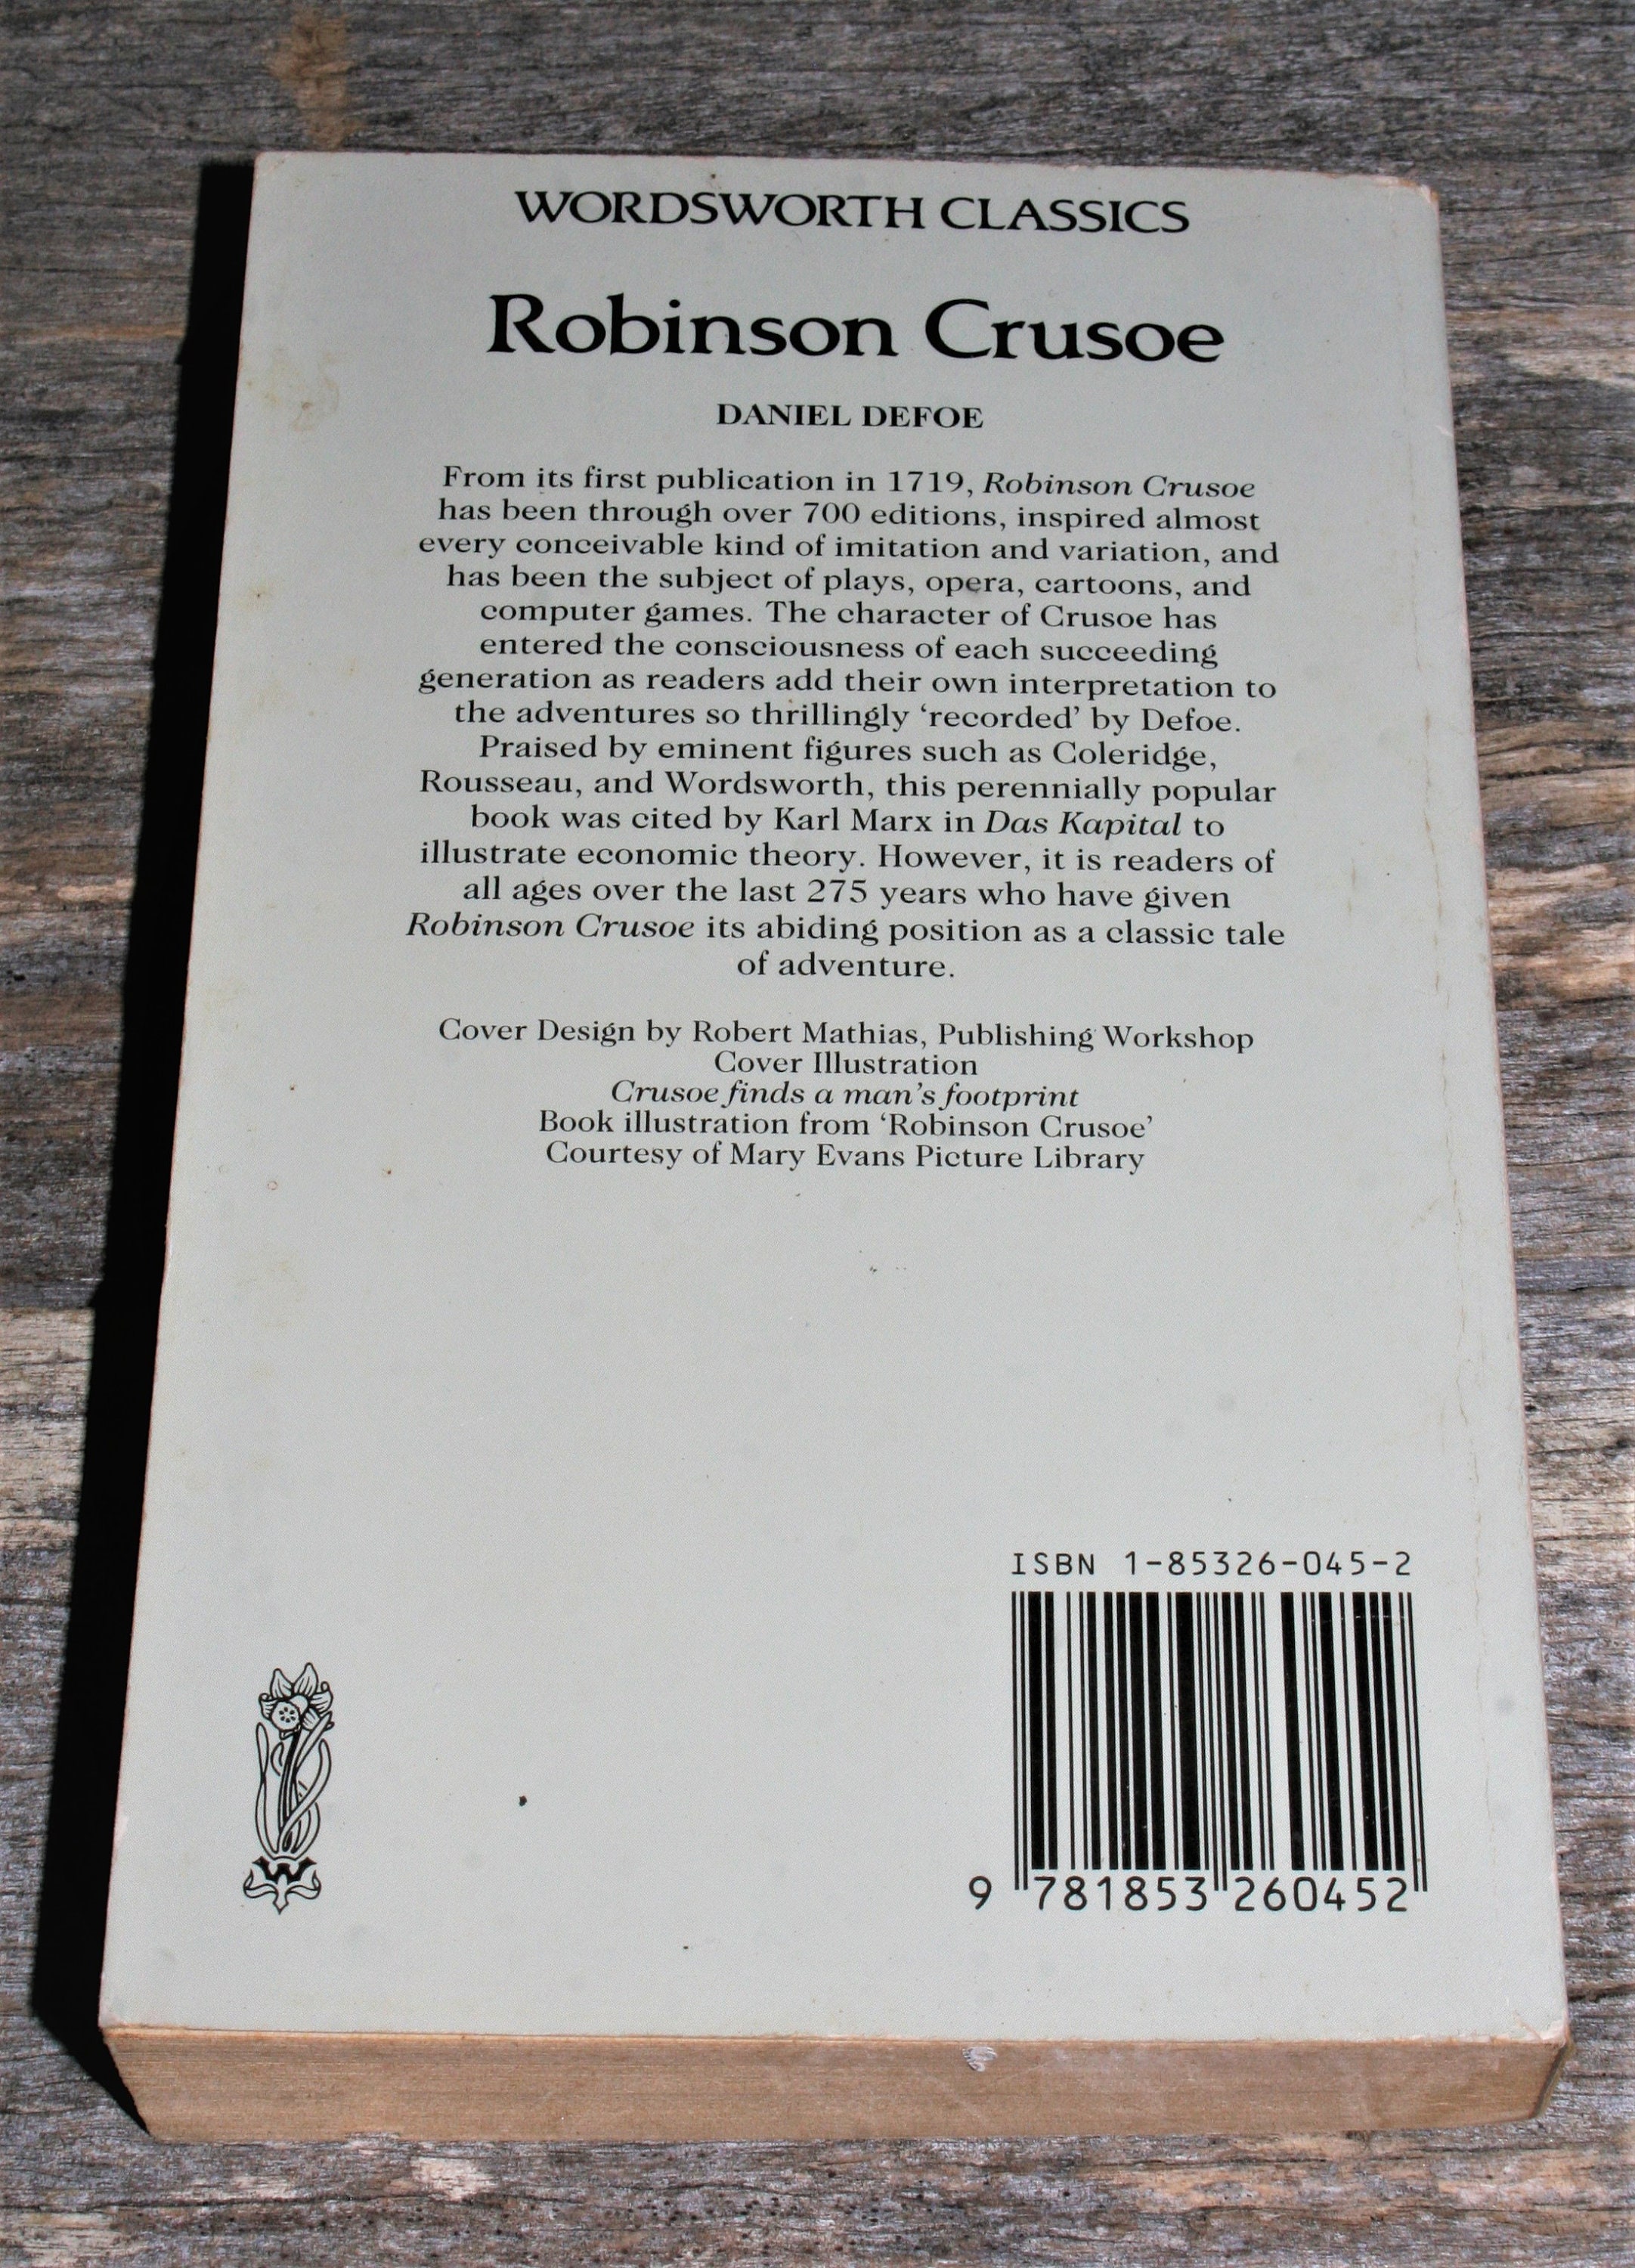 WORDSWORTH CLASSICS
Robinson Crusoe
DANIEL DEFOE
From its first publication in 1719, Robinson Crusoe
has been through over 700 editions, inspired almost
every conceivable kind of imitation and variation, and
has been the subject of plays, opera, cartoons, and
computer games. The character of Crusoe has
entered the consciousness of each succeeding
generation as readers add their own interpretation to
the adventures so thrillingly ‘recorded’ by Defoe.
Praised by eminent figures such as Coleridge,
Rousseau, and Wordsworth, this perennially popular
book was cited by Karl Marx in Das Kapital to
illustrate economic theory. However, it is readers of
all ages over the last 275 years who have given
Robinson Crusoe its abiding position as a classic tale
of adventure.
Cover Design by Robert Mathias, Publishing Workshop
Cover Illustration
Crusoe finds a man's footprint
Book illustration from ‘Robinson Crusoe’
Courtesy of Mary Evans Picture Library
ISBN 1-85326-045-2
9 781853 260452
W